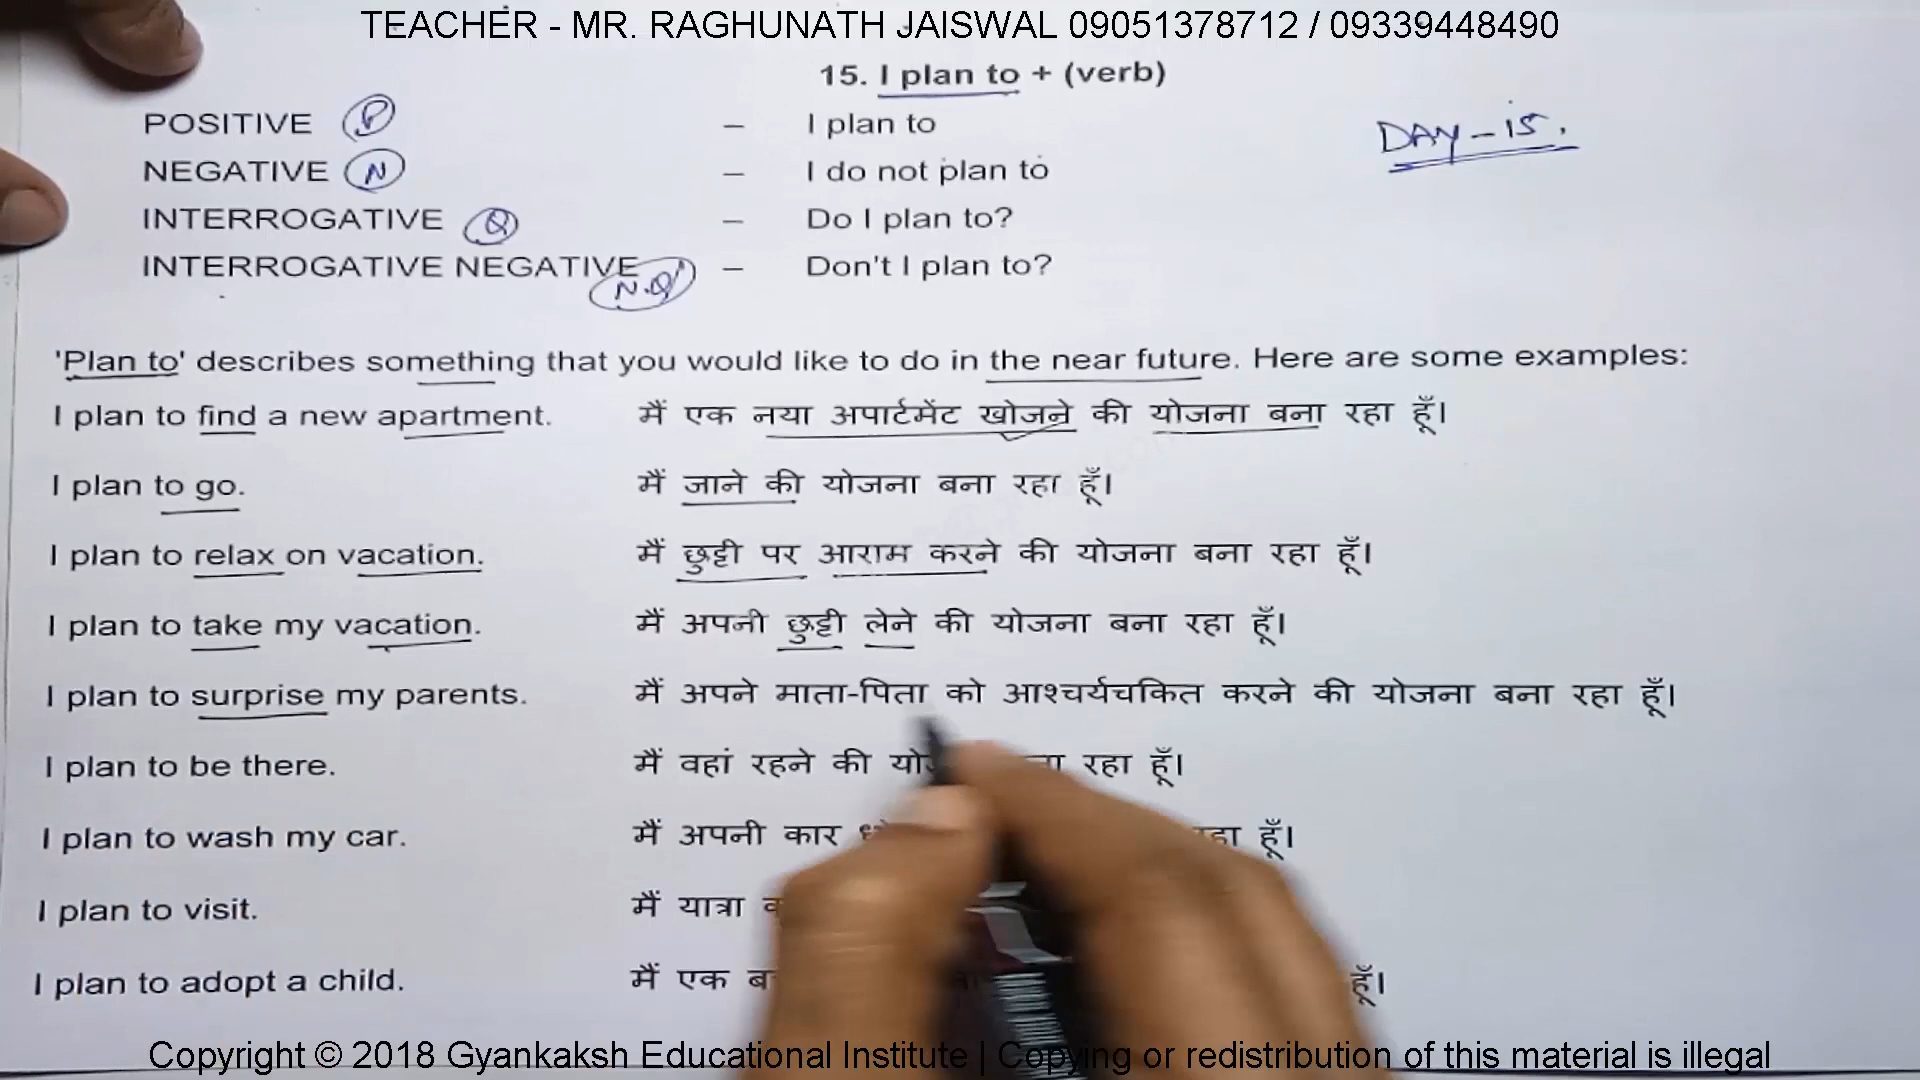 TEACHER - MR. RAGHUNATH JAISWAL 09051378712 / 09339448490
15. I plan to + (verb)
POSITIVE P – I plan to
DAY-15.
NEGATIVE N – I do not plan to
INTERROGATIVE Q – Do I plan to?
INTERROGATIVE NEGATIVE N.Q – Don't I plan to?
'Plan to' describes something that you would like to do in the near future. Here are some examples:
I plan to find a new apartment. मैं एक नया अपार्टमेंट खोजने की योजना बना रहा हूँ।
I plan to go. मैं जाने की योजना बना रहा हूँ।
I plan to relax on vacation. मैं छुट्टी पर आराम करने की योजना बना रहा हूँ।
I plan to take my vacation. मैं अपनी छुट्टी लेने की योजना बना रहा हूँ।
I plan to surprise my parents. मैं अपने माता-पिता को आश्चर्यचकित करने की योजना बना रहा हूँ।
I plan to be there. मैं वहां रहने की रहा हूँ।
I plan to wash my car. मैं अपनी कार हूँ।
I plan to visit. मैं यात्रा
I plan to adopt a child. मैं एक हूँ।
Copyright © 2018 Gyankaksh Educational Institute | Copying or redistribution of this material is illegal